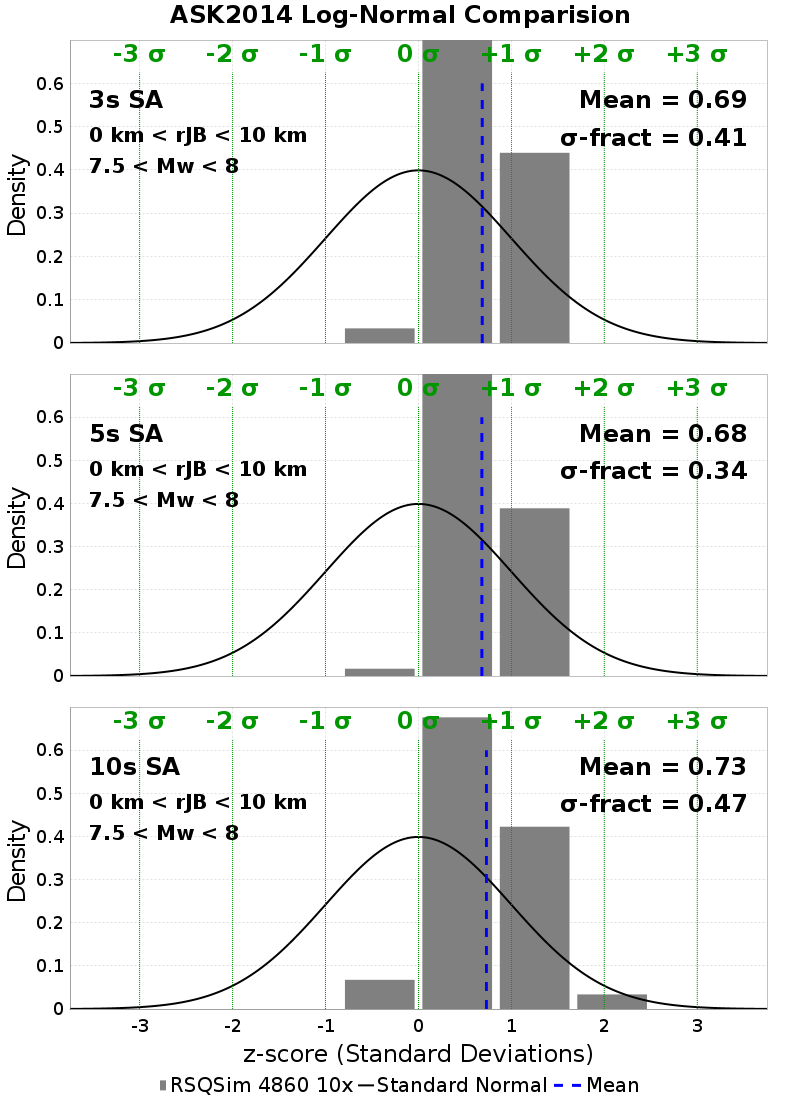 ASK2014 Log-Normal Comparision
-3 σ -2 σ -1 σ 0 σ +1 σ +2 σ +3 σ
0.6
3s SA Mean = 0.69
0.5
0 km < rJB < 10 km σ-fract = 0.41
7.5 < Mw < 8
0.4
0.3
0.2
0.1
0
Density
-3 σ -2 σ -1 σ 0 σ +1 σ +2 σ +3 σ
0.6
5s SA Mean = 0.68
0.5
0 km < rJB < 10 km σ-fract = 0.34
7.5 < Mw < 8
0.4
0.3
0.2
0.1
0
Density
-3 σ -2 σ -1 σ 0 σ +1 σ +2 σ +3 σ
0.6
10s SA Mean = 0.73
0.5
0 km < rJB < 10 km σ-fract = 0.47
7.5 < Mw < 8
0.4
0.3
0.2
0.1
0
Density
-3 -2 -1 0 1 2 3
z-score (Standard Deviations)
RSQSim 4860 10x Standard Normal Mean